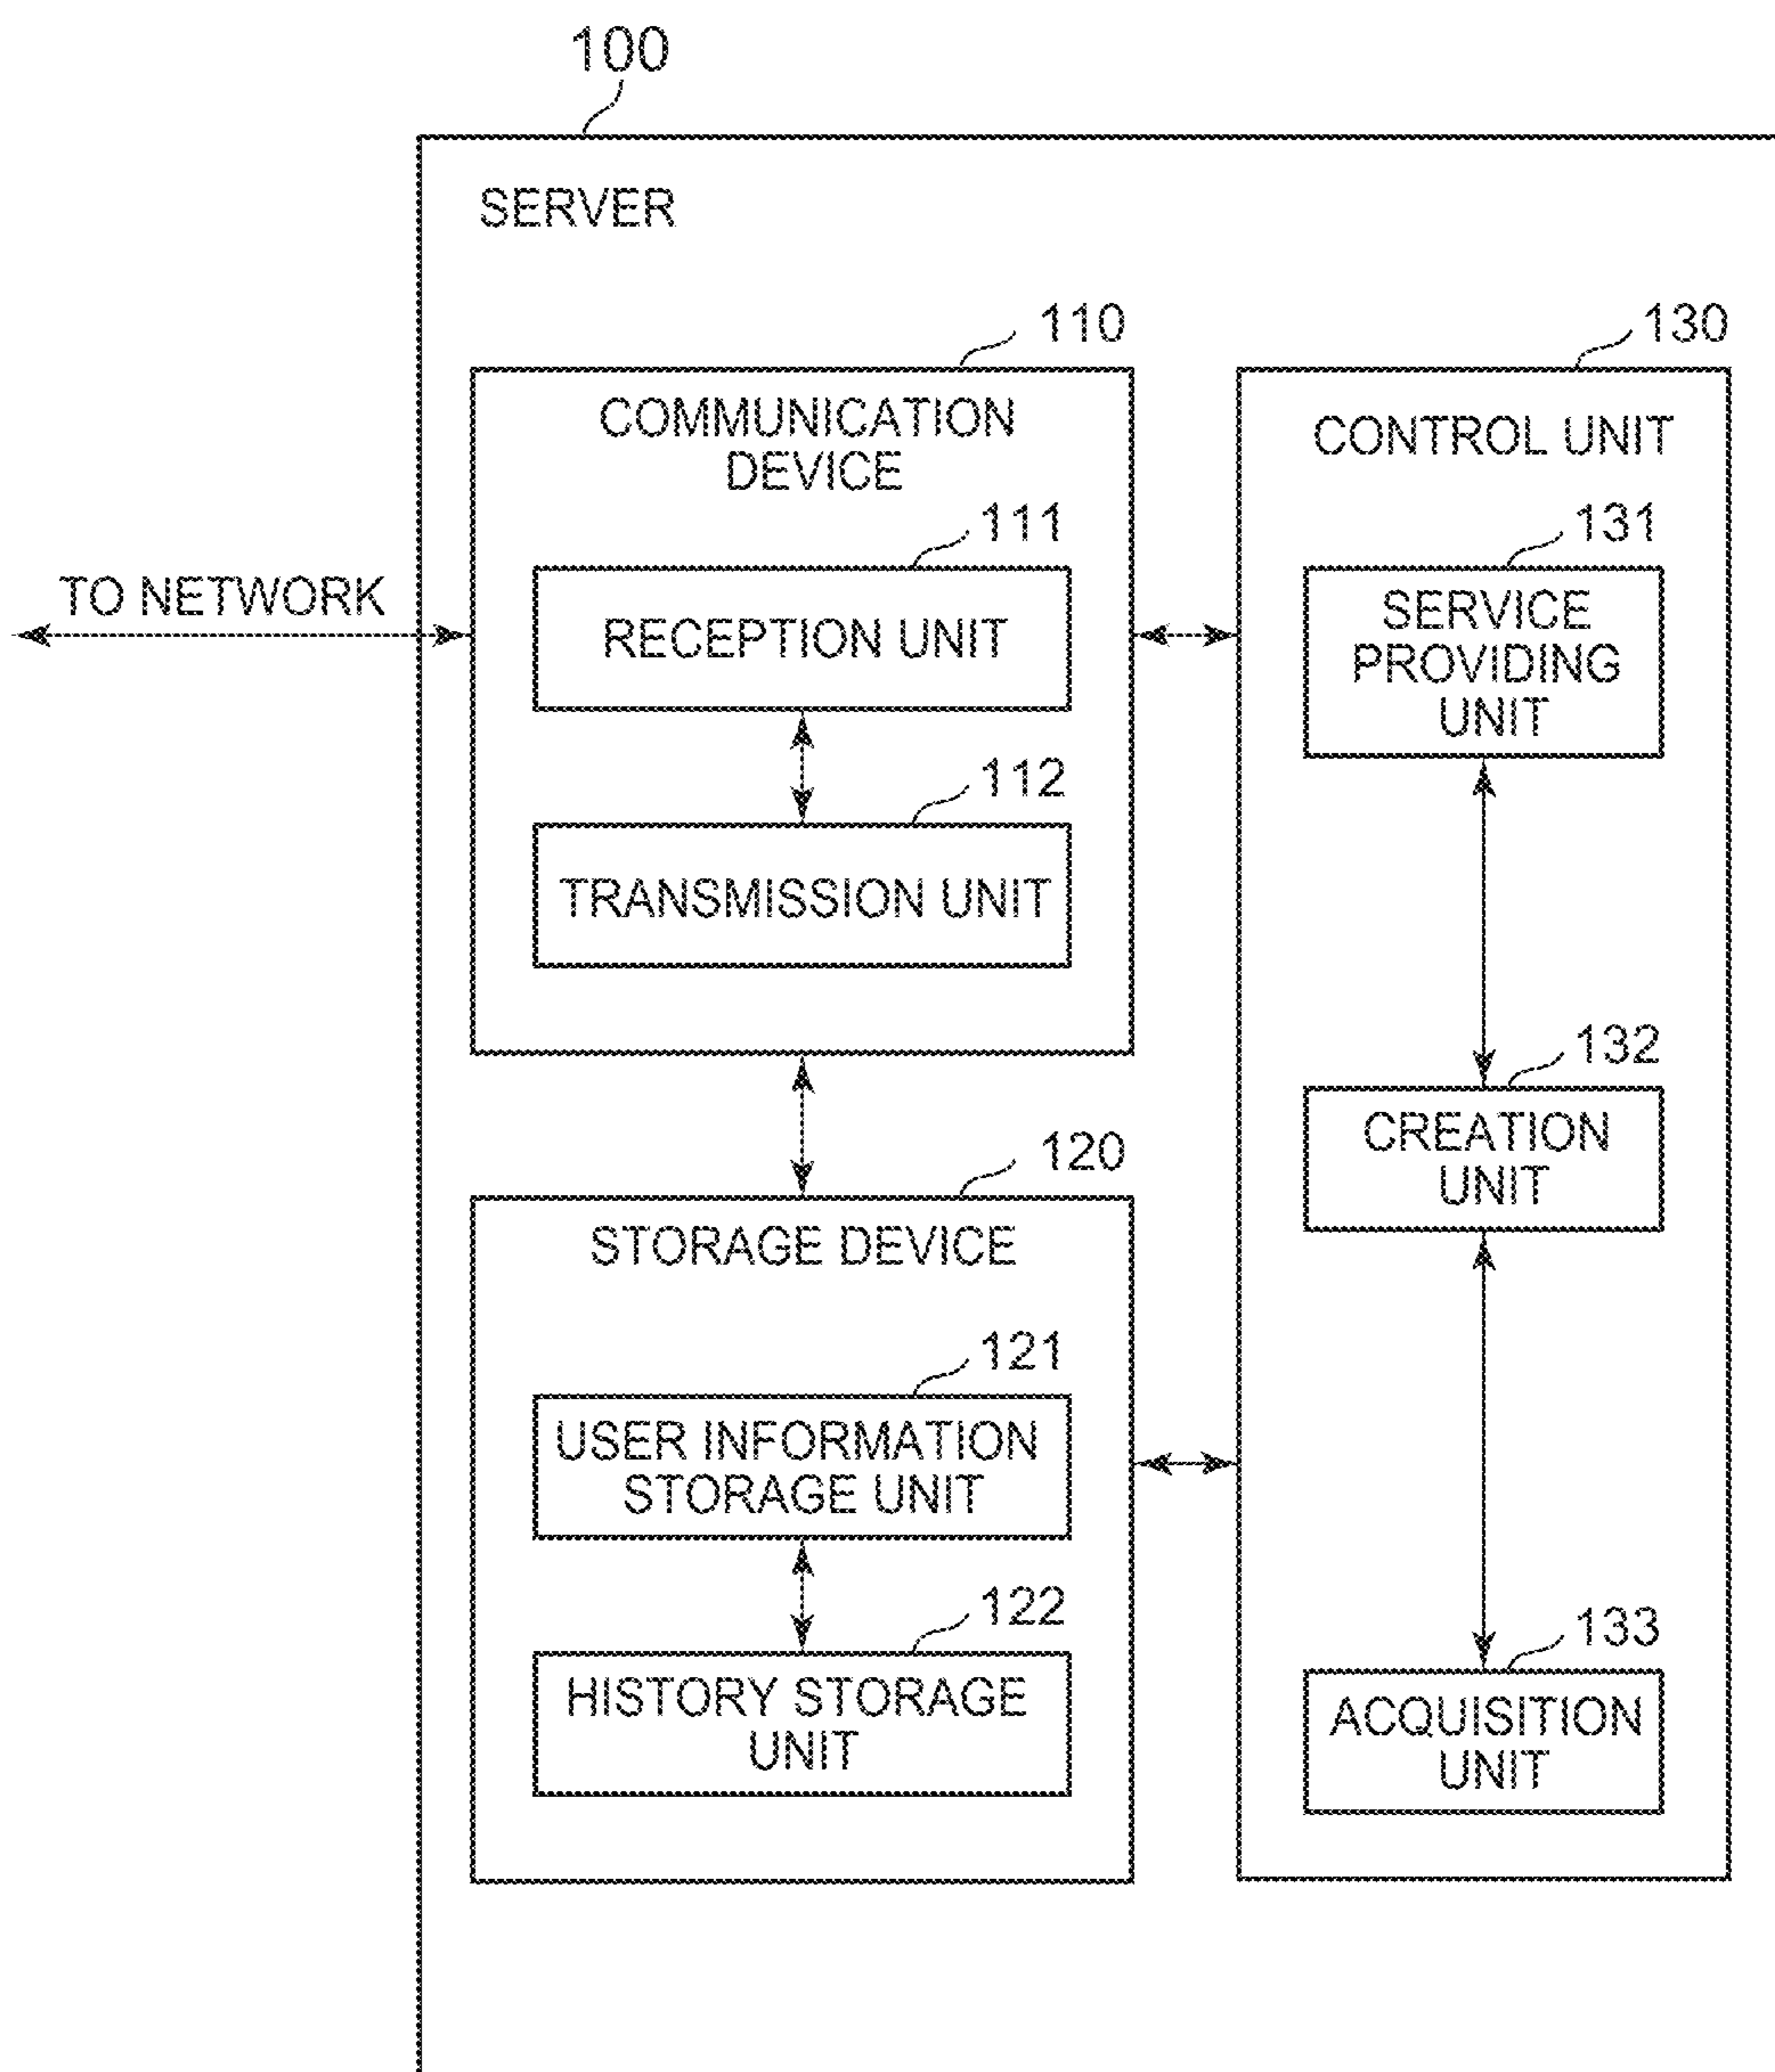 100
SERVER
110
COMMUNICATION
DEVICE
111
RECEPTION UNIT
112
TRANSMISSION UNIT
TO NETWORK
120
STORAGE DEVICE
121
USER INFORMATION
STORAGE UNIT
122
HISTORY STORAGE
UNIT
130
CONTROL UNIT
131
SERVICE
PROVIDING
UNIT
132
CREATION
UNIT
133
ACQUISITION
UNIT